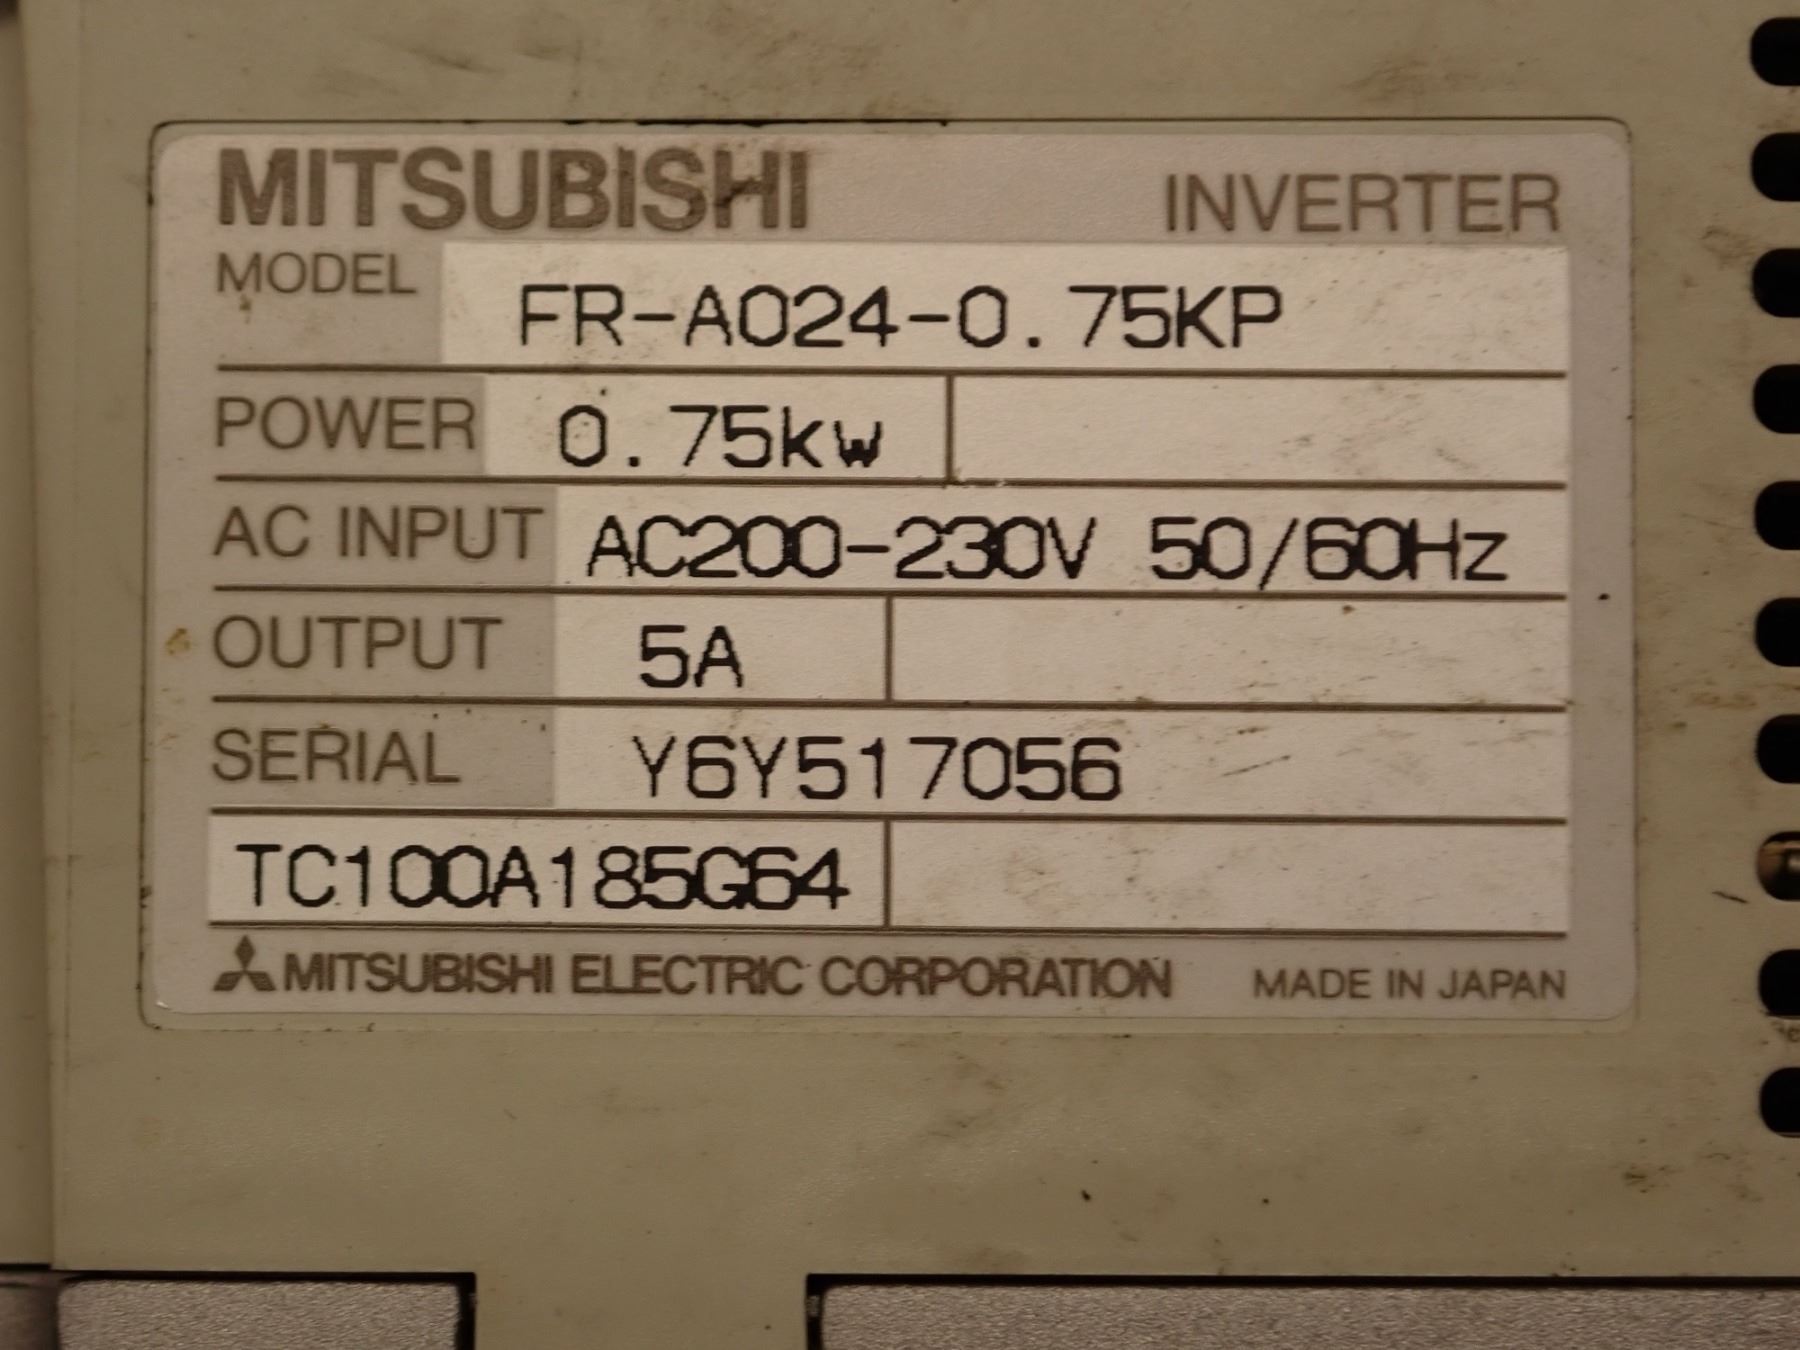 MITSUBISHI INVERTER
MODEL FR-A024-0.75KP
POWER 0.75kw
AC INPUT AC200-230V 50/60Hz
OUTPUT 5A
SERIAL Y6Y517056
TC100A185G64
MITSUBISHI ELECTRIC CORPORATION MADE IN JAPAN